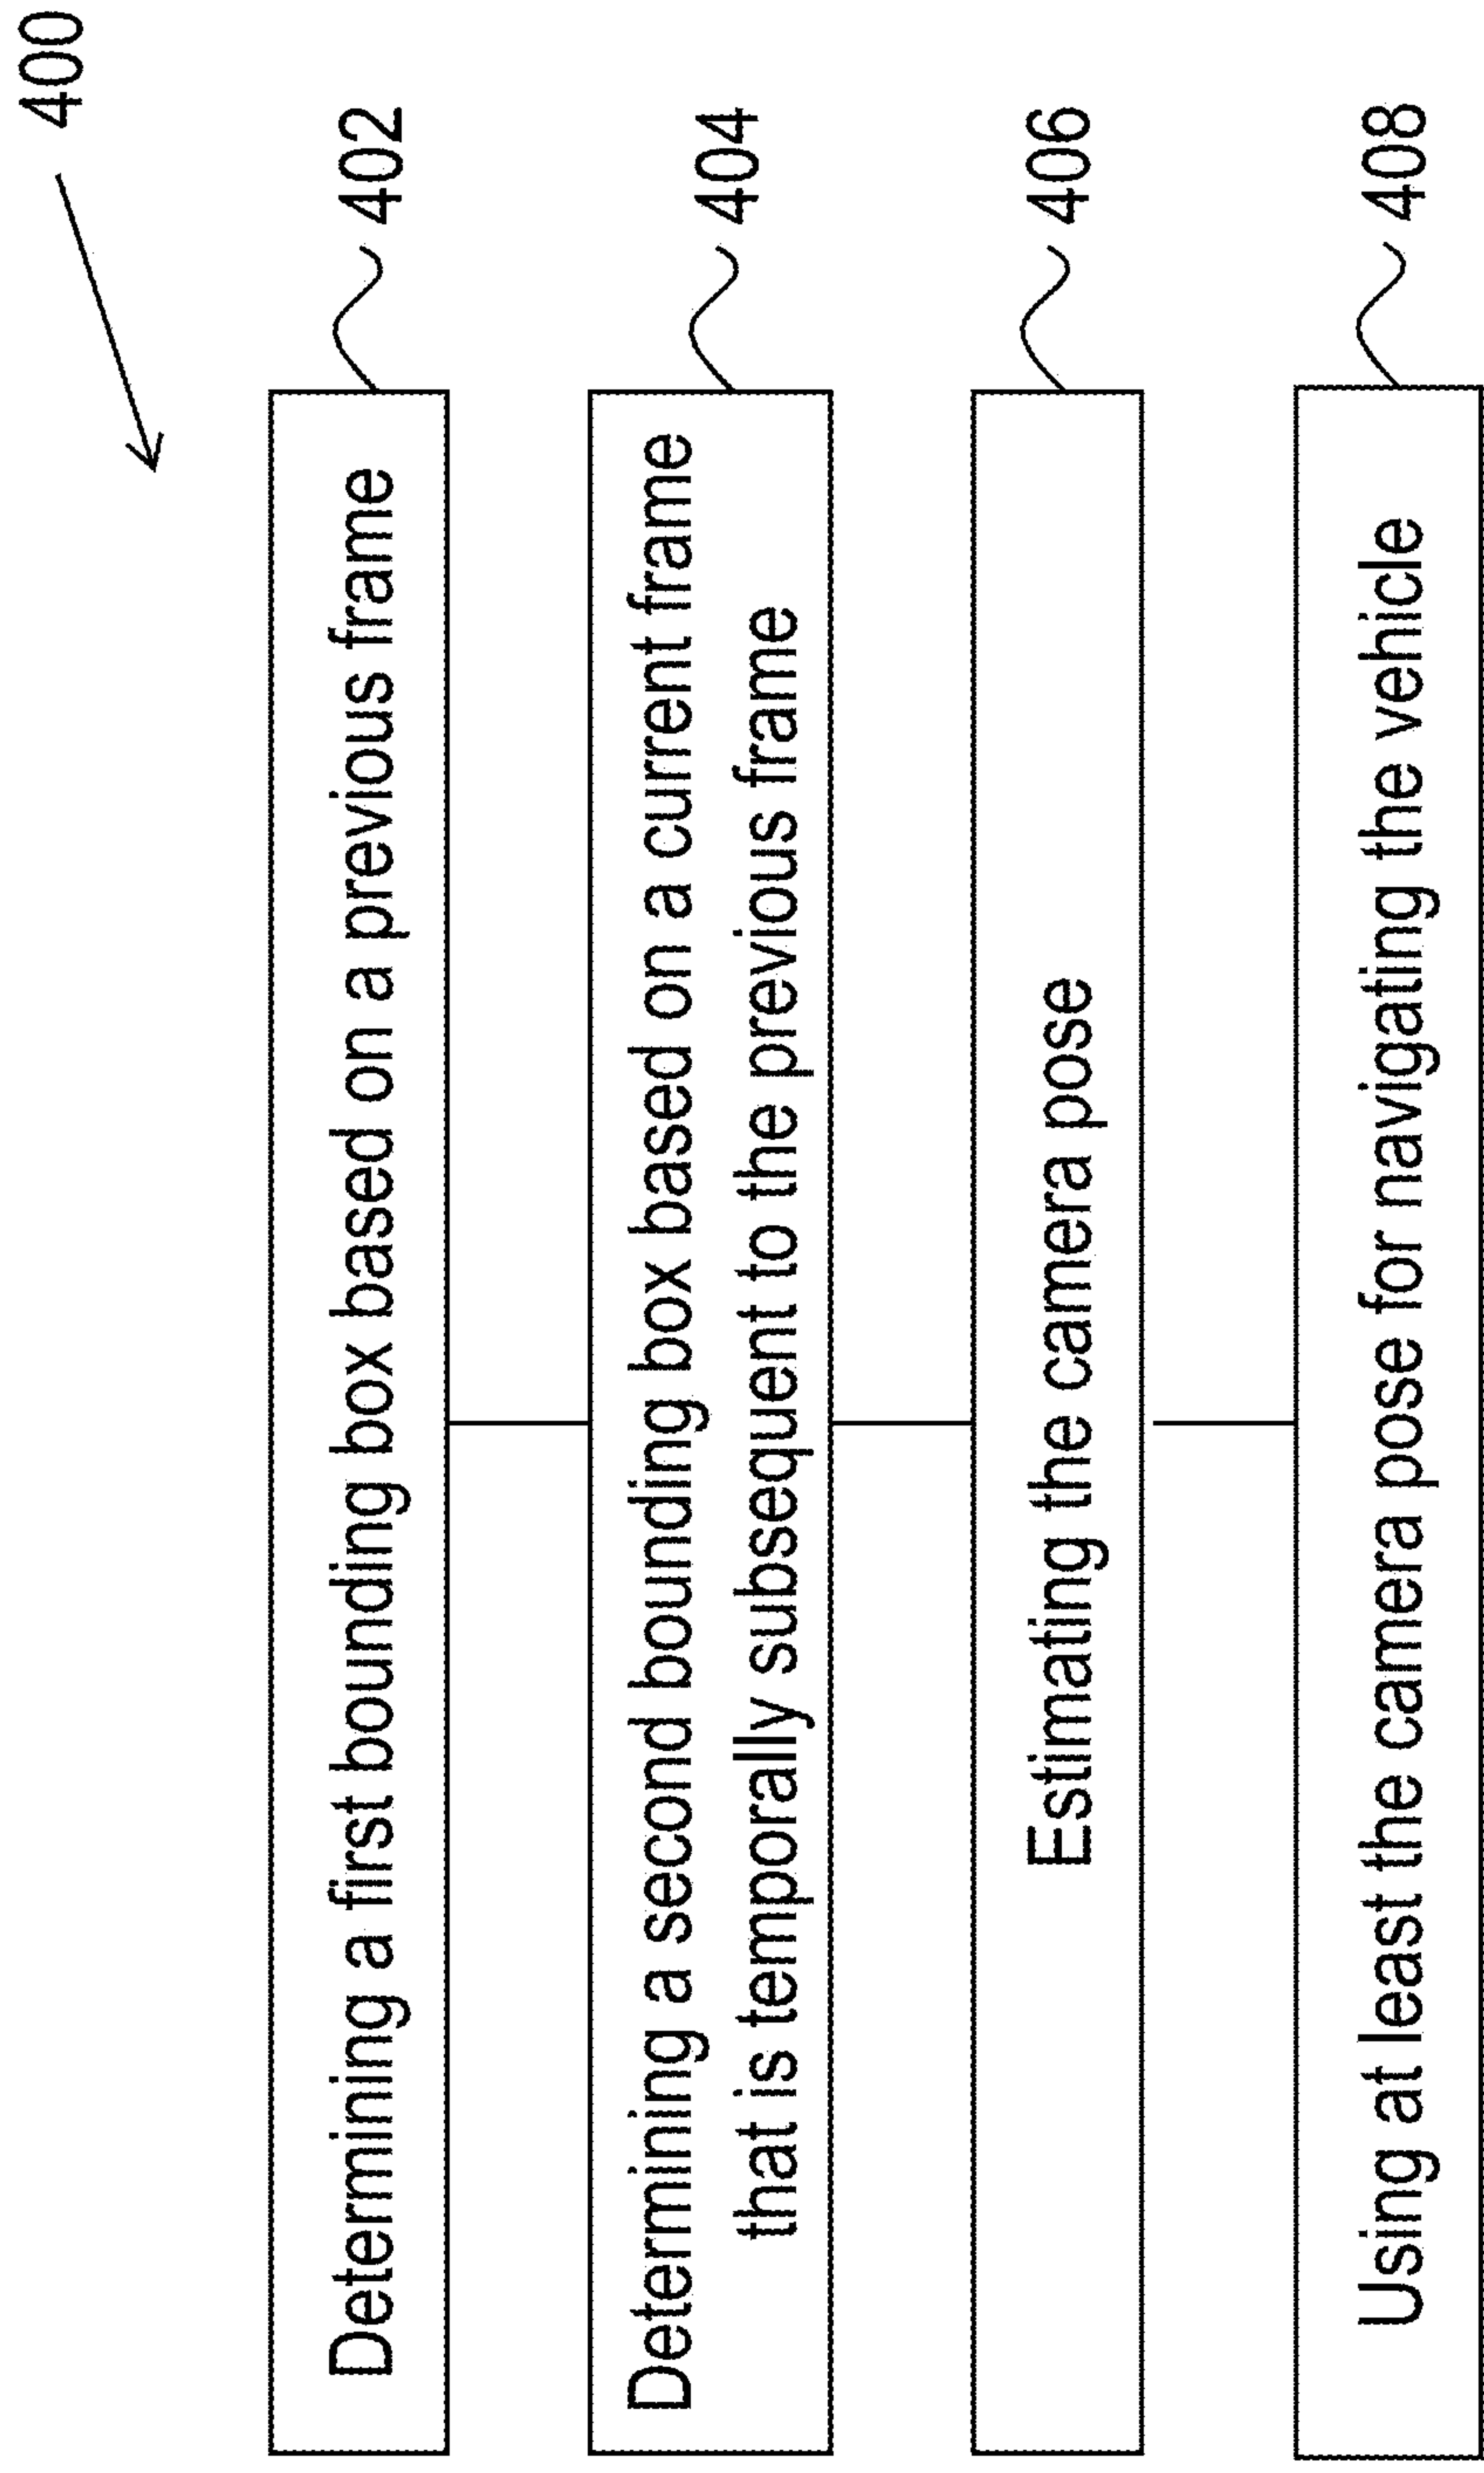 400
Determining a first bounding box based on a previous frame
402
Determining a second bounding box based on a current frame
that is temporally subsequent to the previous frame
404
Estimating the camera pose
406
Using at least the camera pose for navigating the vehicle
408